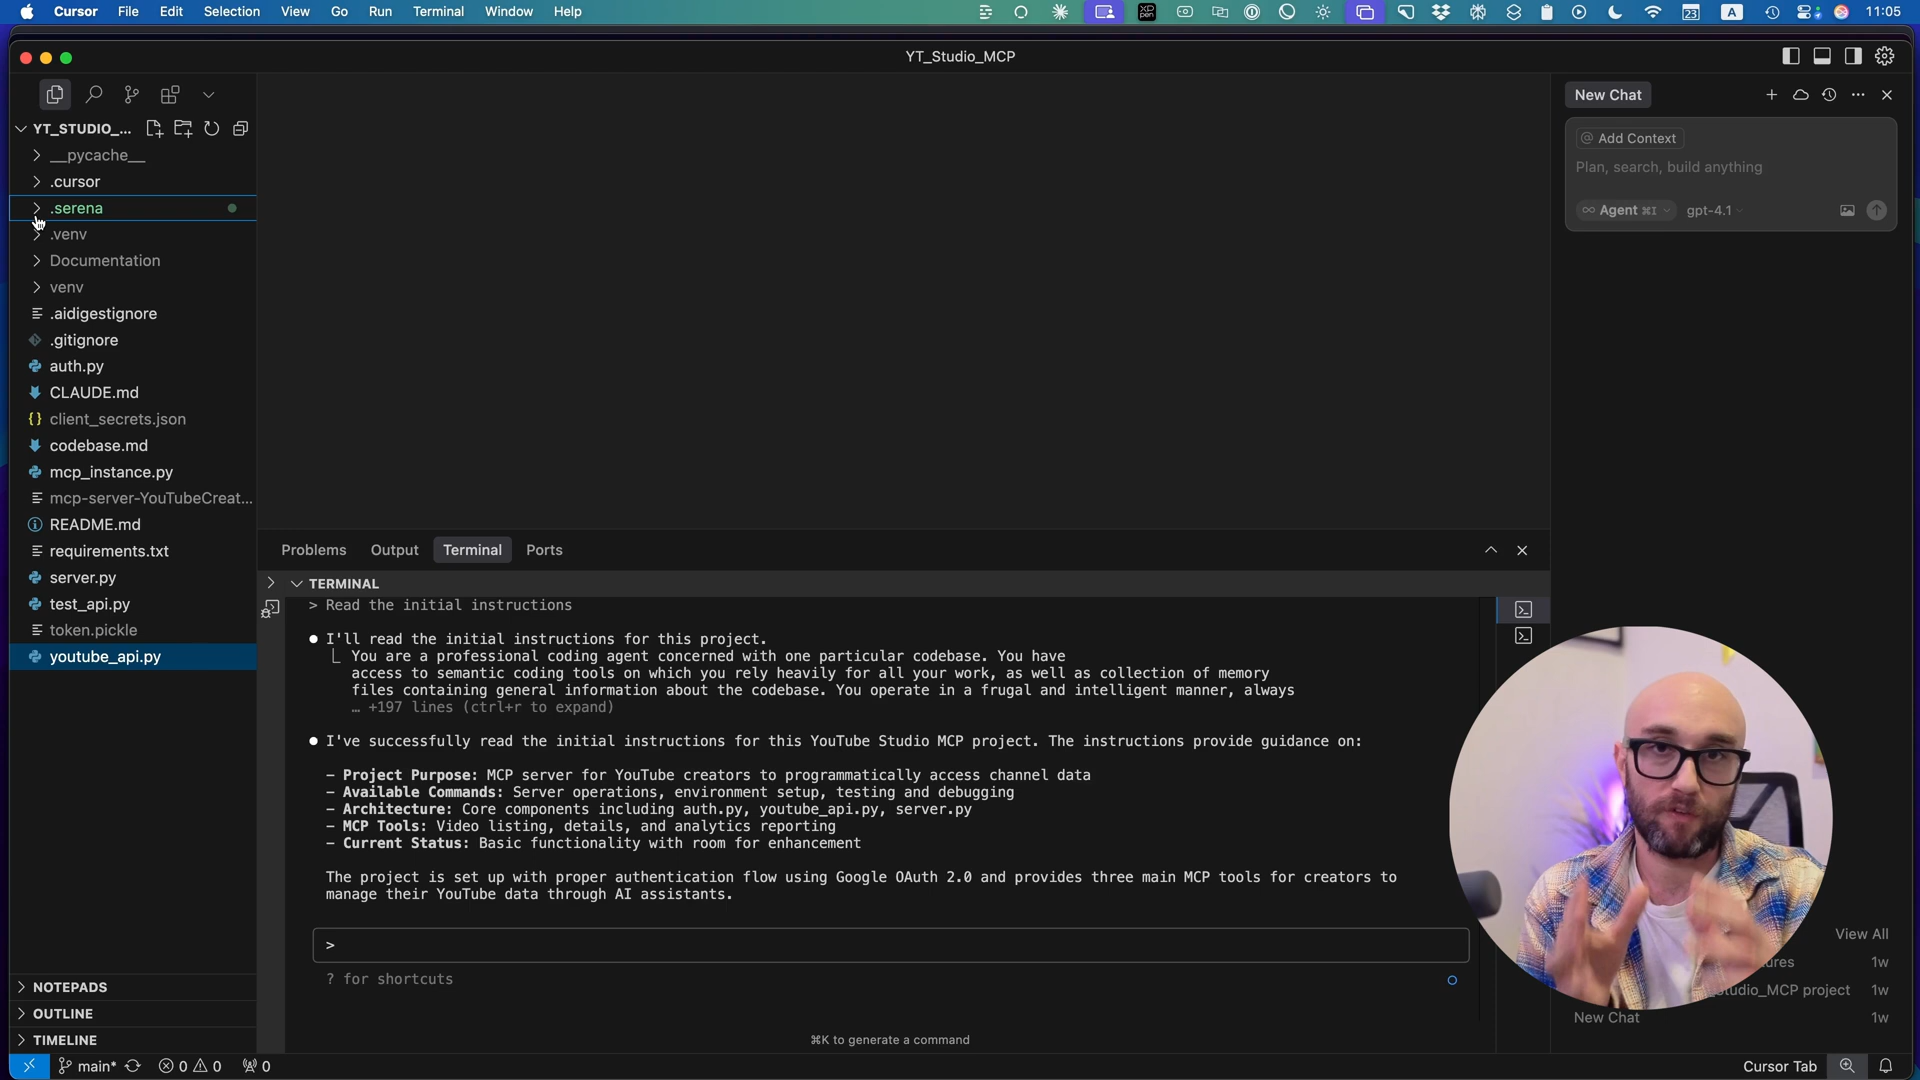 Cursor File Edit Selection View Go Run Terminal Window Help
23 A 11:05
YT_Studio_MCP
YT_STUDIO_...
__pycache__
.cursor
.serena
.venv
Documentation
venv
.aidigestignore
.gitignore
auth.py
CLAUDE.md
{} client_secrets.json
codebase.md
mcp_instance.py
mcp-server-YouTubeCreat...
README.md
requirements.txt
server.py
test_api.py
token.pickle
youtube_api.py
NOTEPADS
OUTLINE
TIMELINE
Problems Output Terminal Ports
TERMINAL
> Read the initial instructions
● I'll read the initial instructions for this project.
⎿ You are a professional coding agent concerned with one particular codebase. You have
access to semantic coding tools on which you rely heavily for all your work, as well as collection of memory
files containing general information about the codebase. You operate in a frugal and intelligent manner, always
… +197 lines (ctrl+r to expand)
● I've successfully read the initial instructions for this YouTube Studio MCP project. The instructions provide guidance on:
- Project Purpose: MCP server for YouTube creators to programmatically access channel data
- Available Commands: Server operations, environment setup, testing and debugging
- Architecture: Core components including auth.py, youtube_api.py, server.py
- MCP Tools: Video listing, details, and analytics reporting
- Current Status: Basic functionality with room for enhancement
The project is set up with proper authentication flow using Google OAuth 2.0 and provides three main MCP tools for creators to
manage their YouTube data through AI assistants.
>
? for shortcuts
⌘K to generate a command
New Chat
@ Add Context
Plan, search, build anything
∞ Agent ⌘I gpt-4.1
View All
1w
Studio_MCP project 1w
New Chat 1w
main* 0 0 0
Cursor Tab